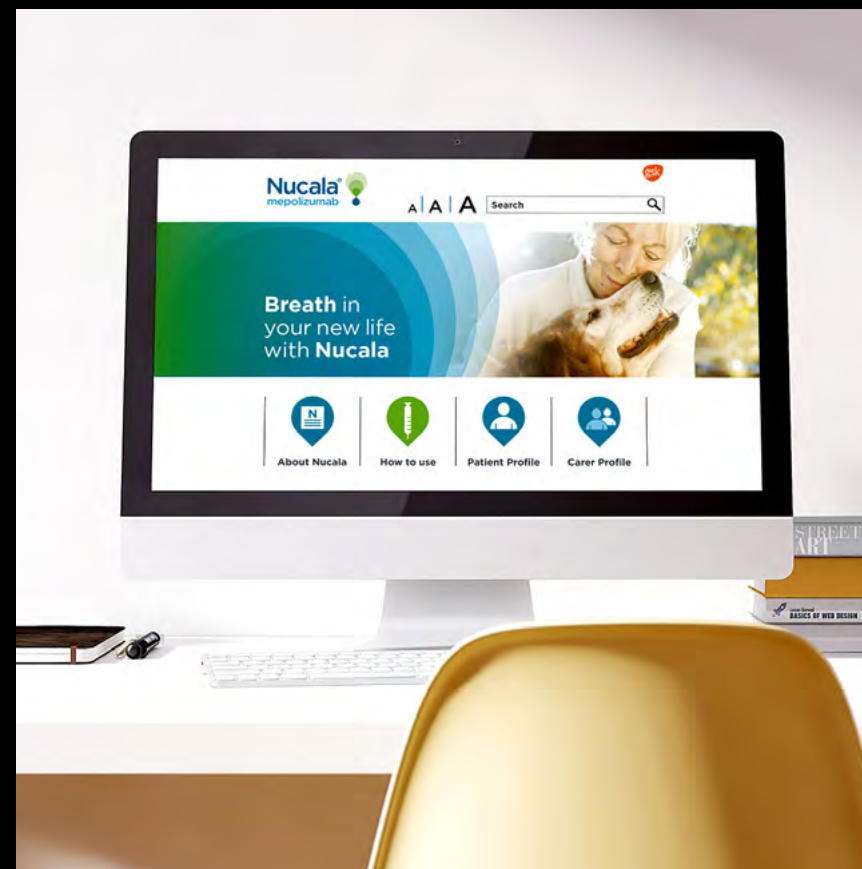 Nucala®
mepolizumab
gsk
A A A
Search
Breath in
your new life
with Nucala
N
About Nucala
How to use
Patient Profile
Carer Profile
STREET
ART
BASICS OF WEB DESIGN